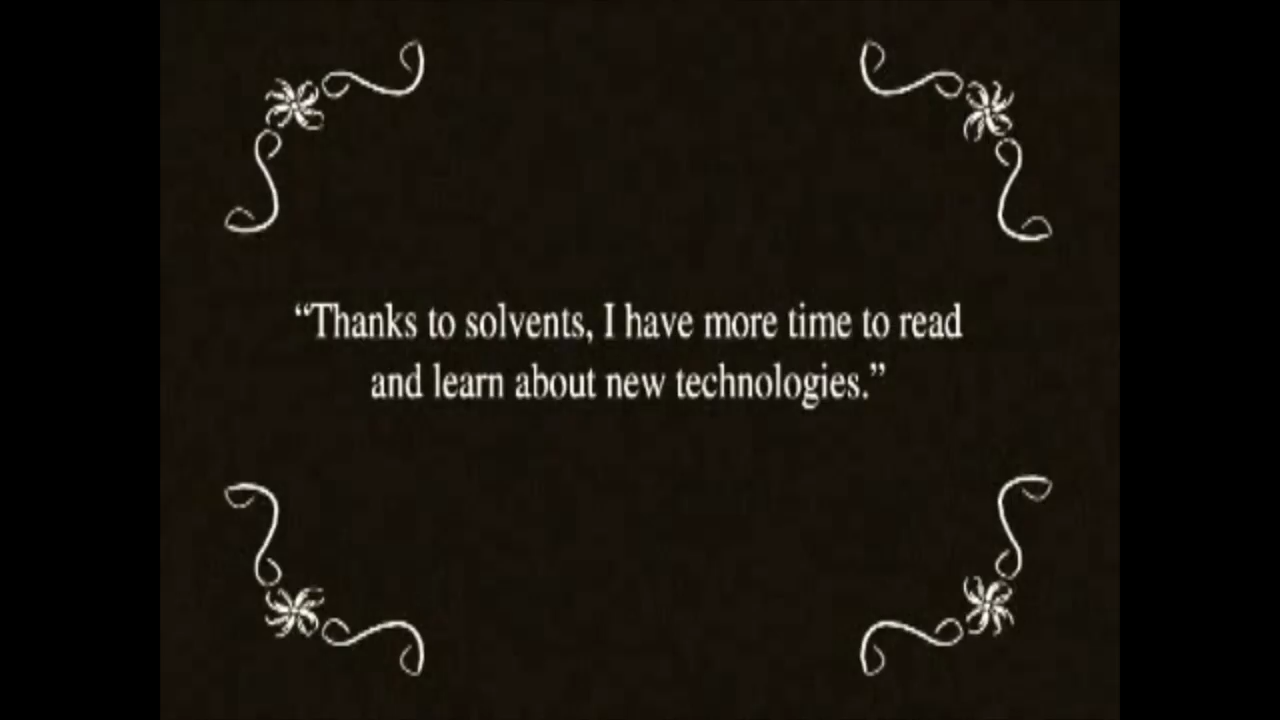 “Thanks to solvents, I have more time to read
and learn about new technologies.”